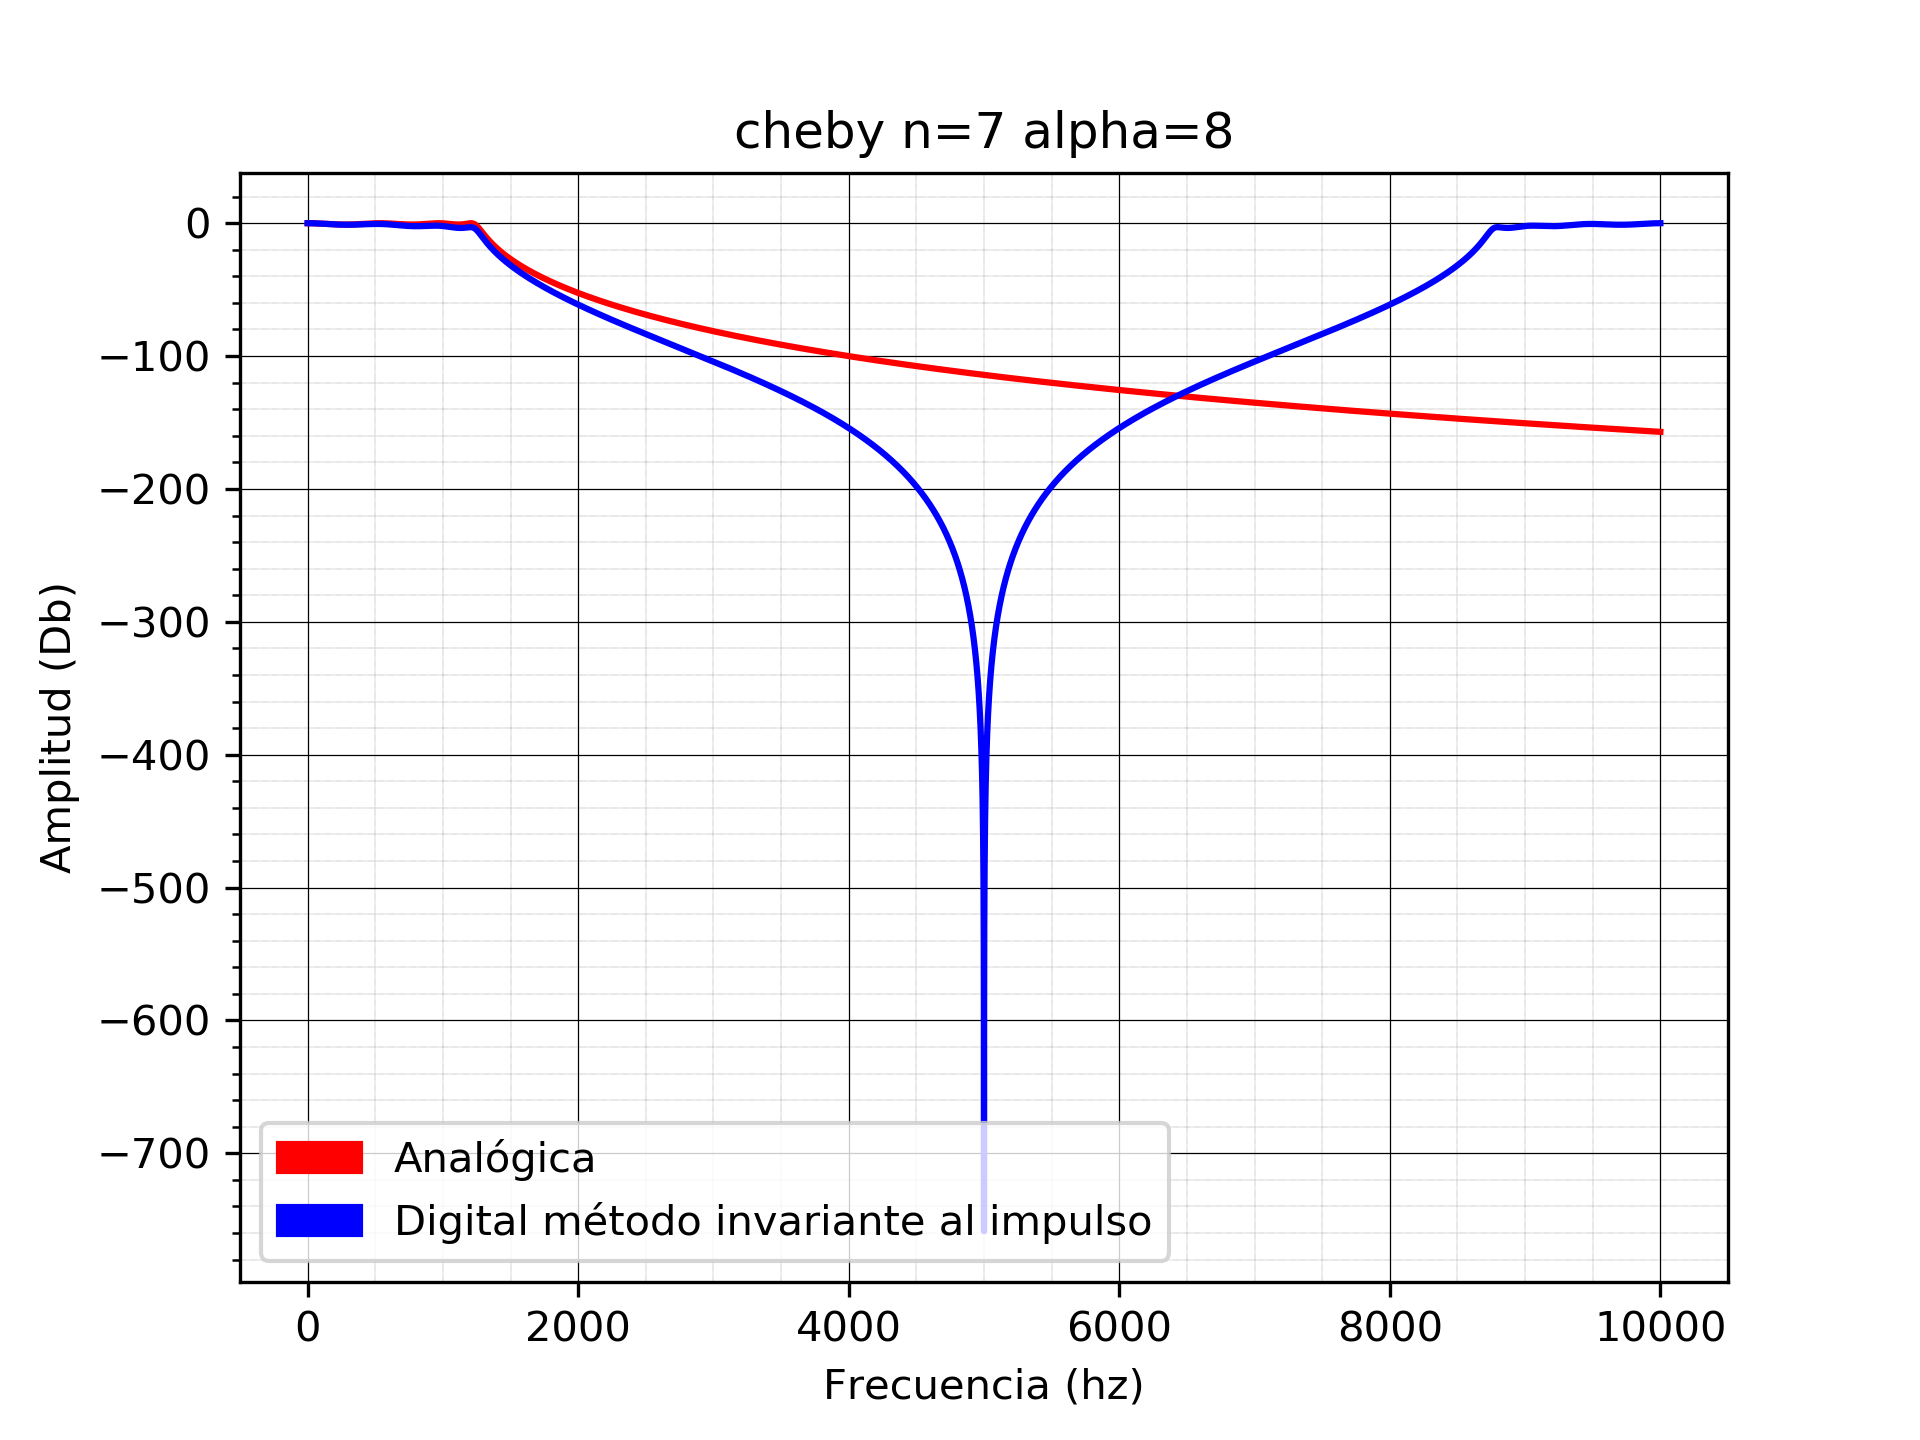 cheby n=7 alpha=8
Amplitud (Db)
0
−100
−200
−300
−400
−500
−600
−700
Analógica
Digital método invariante al impulso
0 2000 4000 6000 8000 10000
Frecuencia (hz)